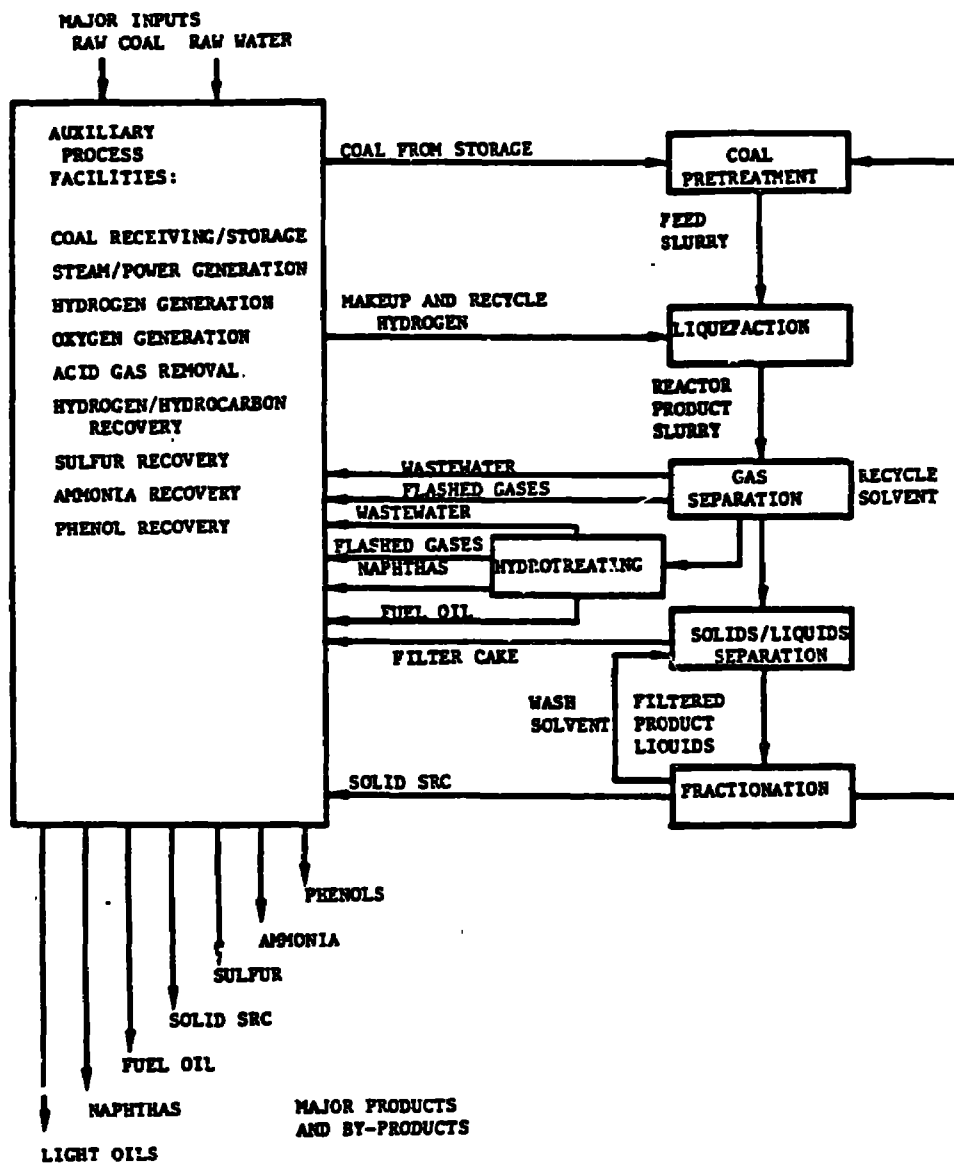 MAJOR INPUTS
RAW COAL RAW WATER
AUXILIARY
PROCESS
FACILITIES:
COAL RECEIVING/STORAGE
STEAM/POWER GENERATION
HYDROGEN GENERATION
OXYGEN GENERATION
ACID GAS REMOVAL.
HYDROGEN/HYDROCARBON
RECOVERY
SULFUR RECOVERY
AMMONIA RECOVERY
PHENOL RECOVERY
COAL FROM STORAGE
COAL
PRETREATMENT
FEED
SLURRY
MAKEUP AND RECYCLE
HYDROGEN
LIQUEFACTION
REACTOR
PRODUCT
SLURRY
WASTEWATER
FLASHED GASES
GAS
SEPARATION
RECYCLE
SOLVENT
WASTEWATER
FLASHED GASES
NAPHTHAS
HYDROTREATING
FUEL OIL
FILTER CAKE
SOLIDS/LIQUIDS
SEPARATION
WASH
SOLVENT
FILTERED
PRODUCT
LIQUIDS
SOLID SRC
FRACTIONATION
PHENOLS
AMMONIA
SULFUR
SOLID SRC
FUEL OIL
NAPHTHAS
LIGHT OILS
MAJOR PRODUCTS
AND BY-PRODUCTS